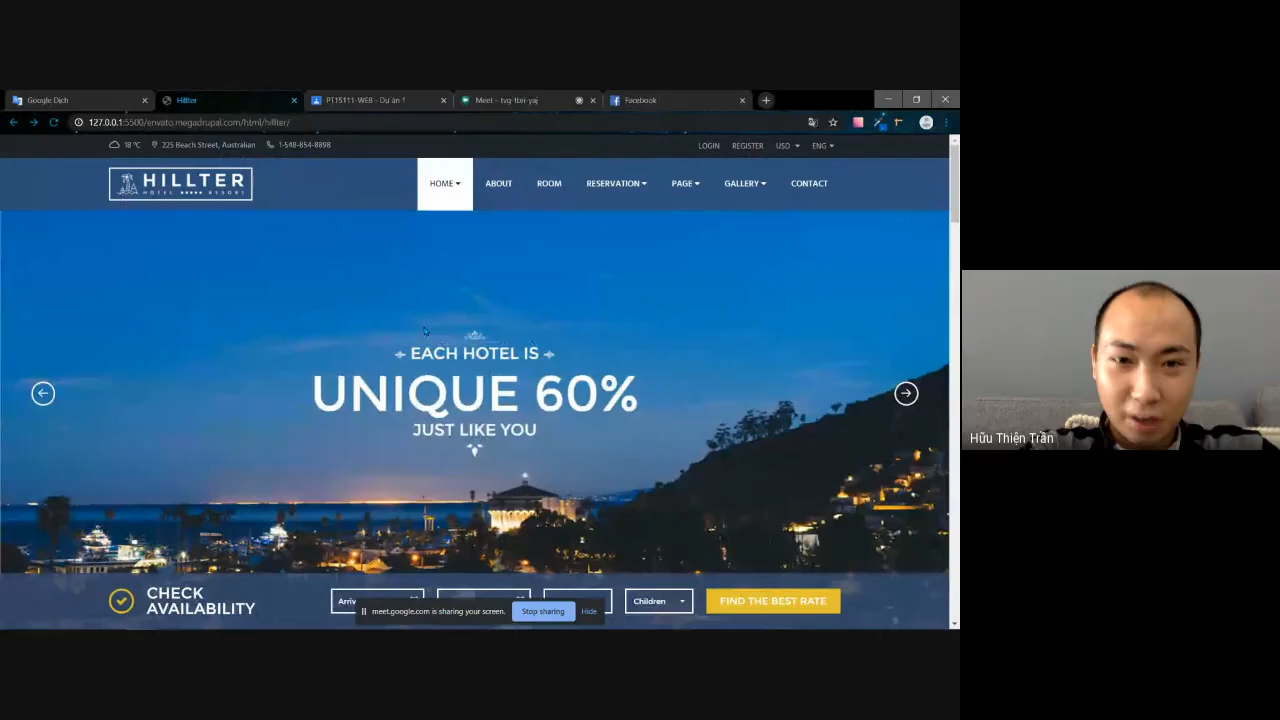 Google Dịch
Hillter
PT15111-WEB - Dự án 1
Meet – tvg-tbri-yaj
Facebook
127.0.0.1:5500/envato.megadrupal.com/html/hillter/
18 °C
225 Beach Street, Australian
1-548-854-8898
LOGIN
REGISTER
USD
ENG
HILLTER
HOTEL ★★★★★ RESORT
HOME
ABOUT
ROOM
RESERVATION
PAGE
GALLERY
CONTACT
EACH HOTEL IS
UNIQUE 60%
JUST LIKE YOU
Hữu Thiện Trần
CHECK
AVAILABILITY
Children
FIND THE BEST RATE
meet.google.com is sharing your screen.
Stop sharing
Hide